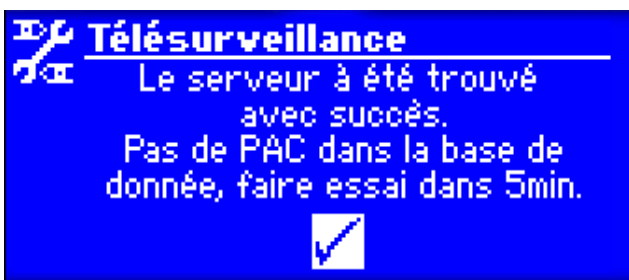 Télésurveillance
Le serveur à été trouvé
avec succès.
Pas de PAC dans la base de
donnée, faire essai dans 5min.